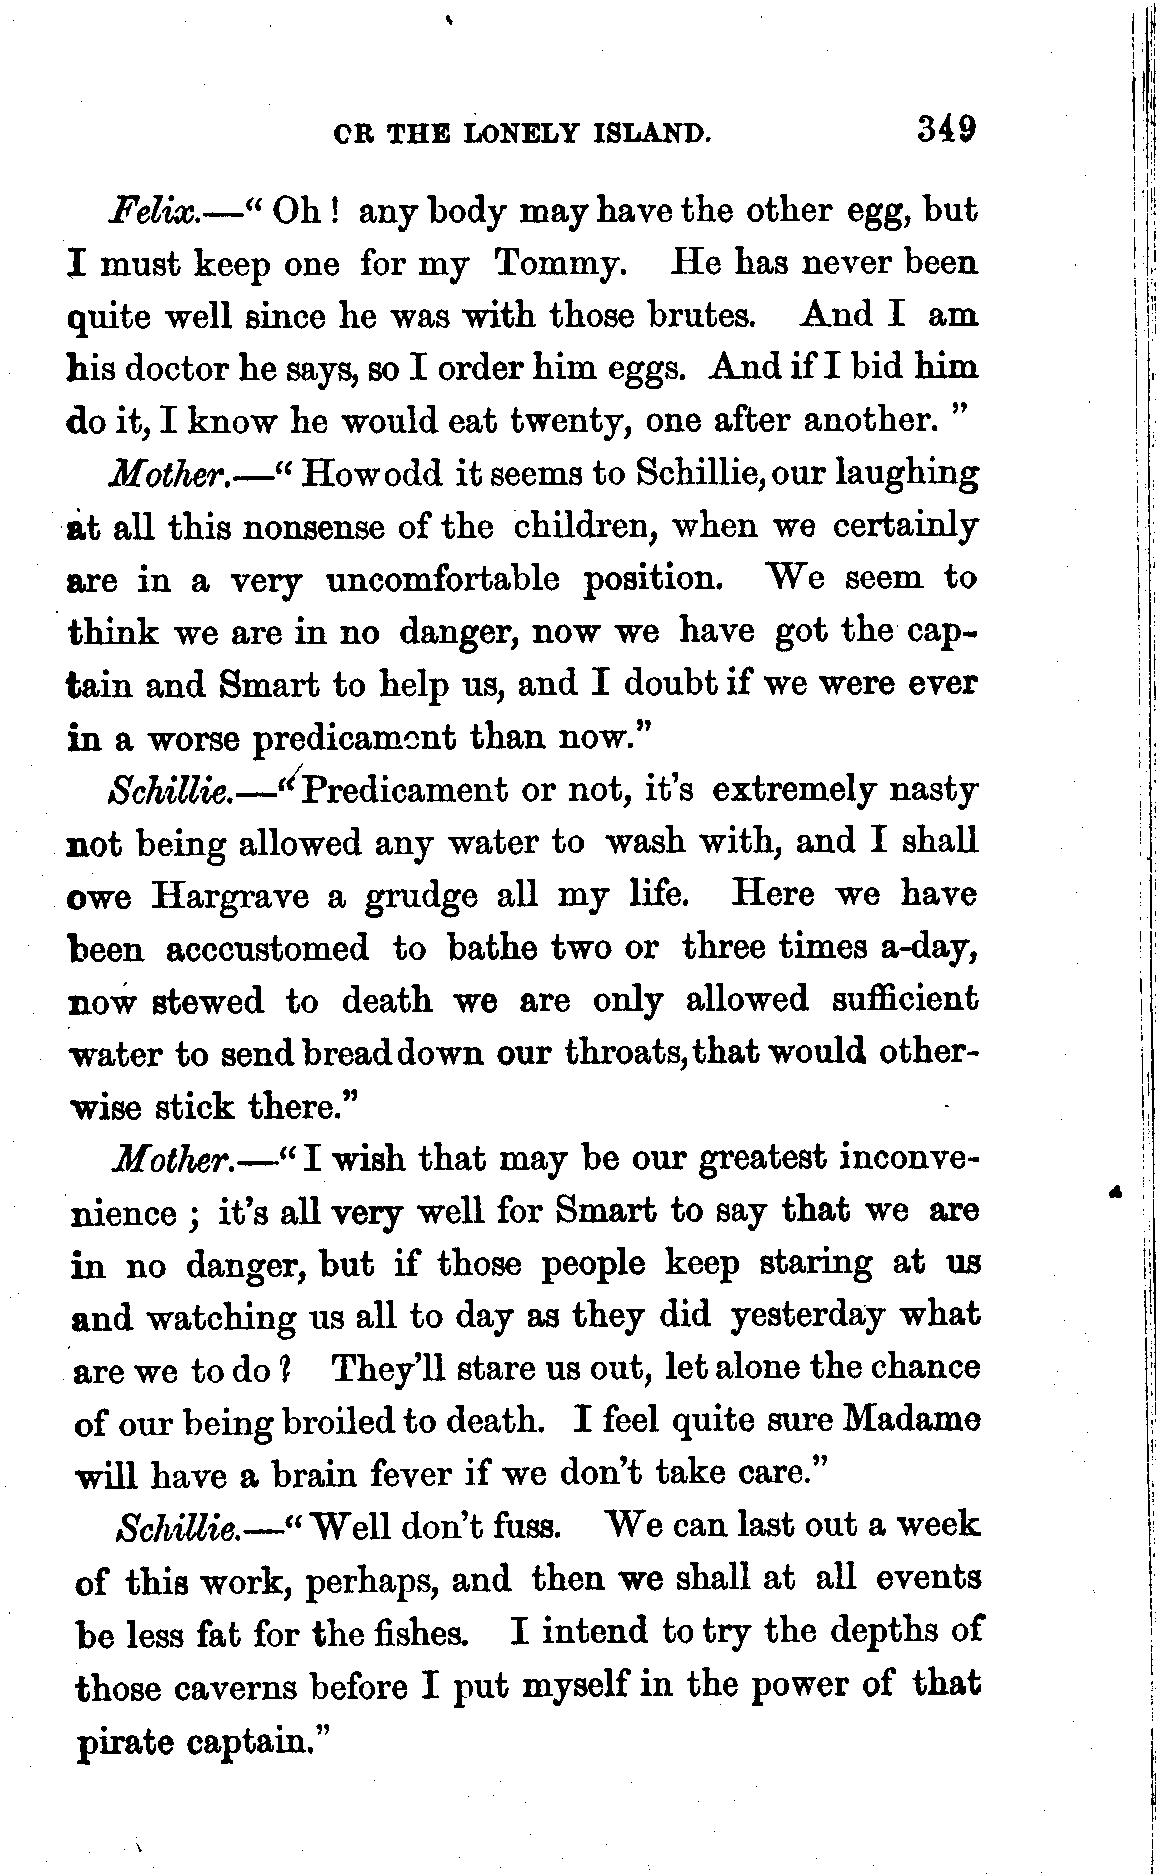 OR THE LONELY ISLAND. 349
Felix.—" Oh ! any body may have the other egg, but
I must keep one for my Tommy. He has never been
quite well since he was with those brutes. And I am
his doctor he says, so I order him eggs. And if I bid him
do it, I know he would eat twenty, one after another. "
Mother.—" How odd it seems to Schillie, our laughing
at all this nonsense of the children, when we certainly
are in a very uncomfortable position. We seem to
think we are in no danger, now we have got the cap-
tain and Smart to help us, and I doubt if we were ever
in a worse predicament than now."
Schillie.—"Predicament or not, it's extremely nasty
not being allowed any water to wash with, and I shall
owe Hargrave a grudge all my life. Here we have
been acccustomed to bathe two or three times a-day,
now stewed to death we are only allowed sufficient
water to send bread down our throats, that would other-
wise stick there."
Mother.—" I wish that may be our greatest inconve-
nience ; it's all very well for Smart to say that we are
in no danger, but if those people keep staring at us
and watching us all to day as they did yesterday what
are we to do ? They'll stare us out, let alone the chance
of our being broiled to death. I feel quite sure Madame
will have a brain fever if we don't take care."
Schillie.—" Well don't fuss. We can last out a week
of this work, perhaps, and then we shall at all events
be less fat for the fishes. I intend to try the depths of
those caverns before I put myself in the power of that
pirate captain."